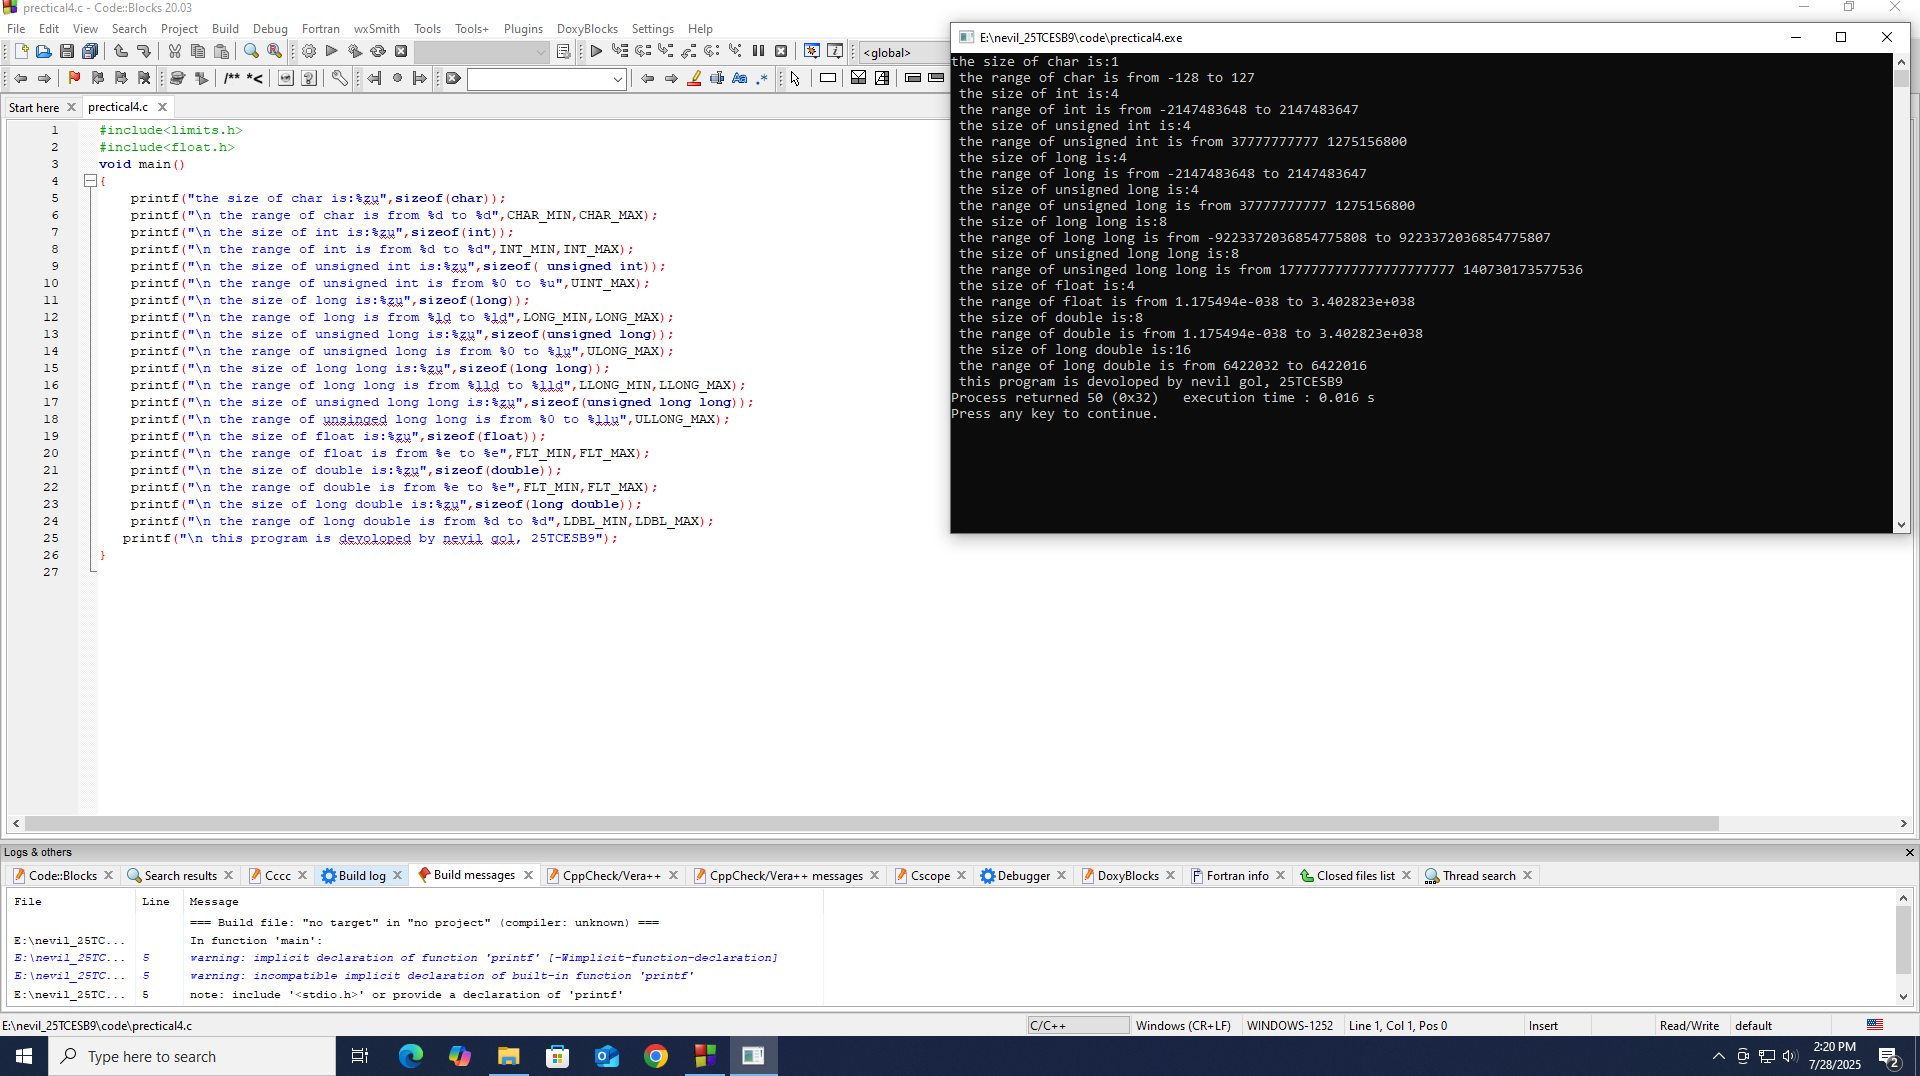 prectical4.c - Code::Blocks 20.03
File Edit View Search Project Build Debug Fortran wxSmith Tools Tools+ Plugins DoxyBlocks Settings Help
<global>
Start here prectical4.c
1 #include<limits.h>
2 #include<float.h>
3 void main()
4 {
5 printf("the size of char is:%zu",sizeof(char));
6 printf("\n the range of char is from %d to %d",CHAR_MIN,CHAR_MAX);
7 printf("\n the size of int is:%zu",sizeof(int));
8 printf("\n the range of int is from %d to %d",INT_MIN,INT_MAX);
9 printf("\n the size of unsigned int is:%zu",sizeof( unsigned int));
10 printf("\n the range of unsigned int is from %0 to %u",UINT_MAX);
11 printf("\n the size of long is:%zu",sizeof(long));
12 printf("\n the range of long is from %ld to %ld",LONG_MIN,LONG_MAX);
13 printf("\n the size of unsigned long is:%zu",sizeof(unsigned long));
14 printf("\n the range of unsigned long is from %0 to %lu",ULONG_MAX);
15 printf("\n the size of long long is:%zu",sizeof(long long));
16 printf("\n the range of long long is from %lld to %lld",LLONG_MIN,LLONG_MAX);
17 printf("\n the size of unsigned long long is:%zu",sizeof(unsigned long long));
18 printf("\n the range of unsinged long long is from %0 to %llu",ULLONG_MAX);
19 printf("\n the size of float is:%zu",sizeof(float));
20 printf("\n the range of float is from %e to %e",FLT_MIN,FLT_MAX);
21 printf("\n the size of double is:%zu",sizeof(double));
22 printf("\n the range of double is from %e to %e",FLT_MIN,FLT_MAX);
23 printf("\n the size of long double is:%zu",sizeof(long double));
24 printf("\n the range of long double is from %d to %d",LDBL_MIN,LDBL_MAX);
25 printf("\n this program is devoloped by nevil gol, 25TCESB9");
26 }
27
E:\nevil_25TCESB9\code\prectical4.exe
the size of char is:1
the range of char is from -128 to 127
the size of int is:4
the range of int is from -2147483648 to 2147483647
the size of unsigned int is:4
the range of unsigned int is from 37777777777 1275156800
the size of long is:4
the range of long is from -2147483648 to 2147483647
the size of unsigned long is:4
the range of unsigned long is from 37777777777 1275156800
the size of long long is:8
the range of long long is from -9223372036854775808 to 9223372036854775807
the size of unsigned long long is:8
the range of unsinged long long is from 1777777777777777777777 140730173577536
the size of float is:4
the range of float is from 1.175494e-038 to 3.402823e+038
the size of double is:8
the range of double is from 1.175494e-038 to 3.402823e+038
the size of long double is:16
the range of long double is from 6422032 to 6422016
this program is devoloped by nevil gol, 25TCESB9
Process returned 50 (0x32) execution time : 0.016 s
Press any key to continue.
Logs & others
Code::Blocks Search results Cccc Build log Build messages CppCheck/Vera++ CppCheck/Vera++ messages Cscope Debugger DoxyBlocks Fortran info Closed files list Thread search
File Line Message
=== Build file: "no target" in "no project" (compiler: unknown) ===
E:\nevil_25TC... In function 'main':
E:\nevil_25TC... 5 warning: implicit declaration of function 'printf' [-Wimplicit-function-declaration]
E:\nevil_25TC... 5 warning: incompatible implicit declaration of built-in function 'printf'
E:\nevil_25TC... 5 note: include '<stdio.h>' or provide a declaration of 'printf'
E:\nevil_25TCESB9\code\prectical4.c C/C++ Windows (CR+LF) WINDOWS-1252 Line 1, Col 1, Pos 0 Insert Read/Write default
Type here to search
2:20 PM
7/28/2025
2